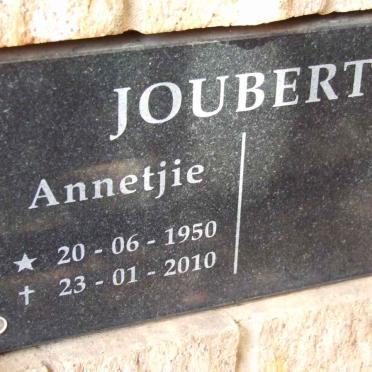 JOUBERT
Annetjie
★ 20 - 06 - 1950
✝ 23 - 01 - 2010